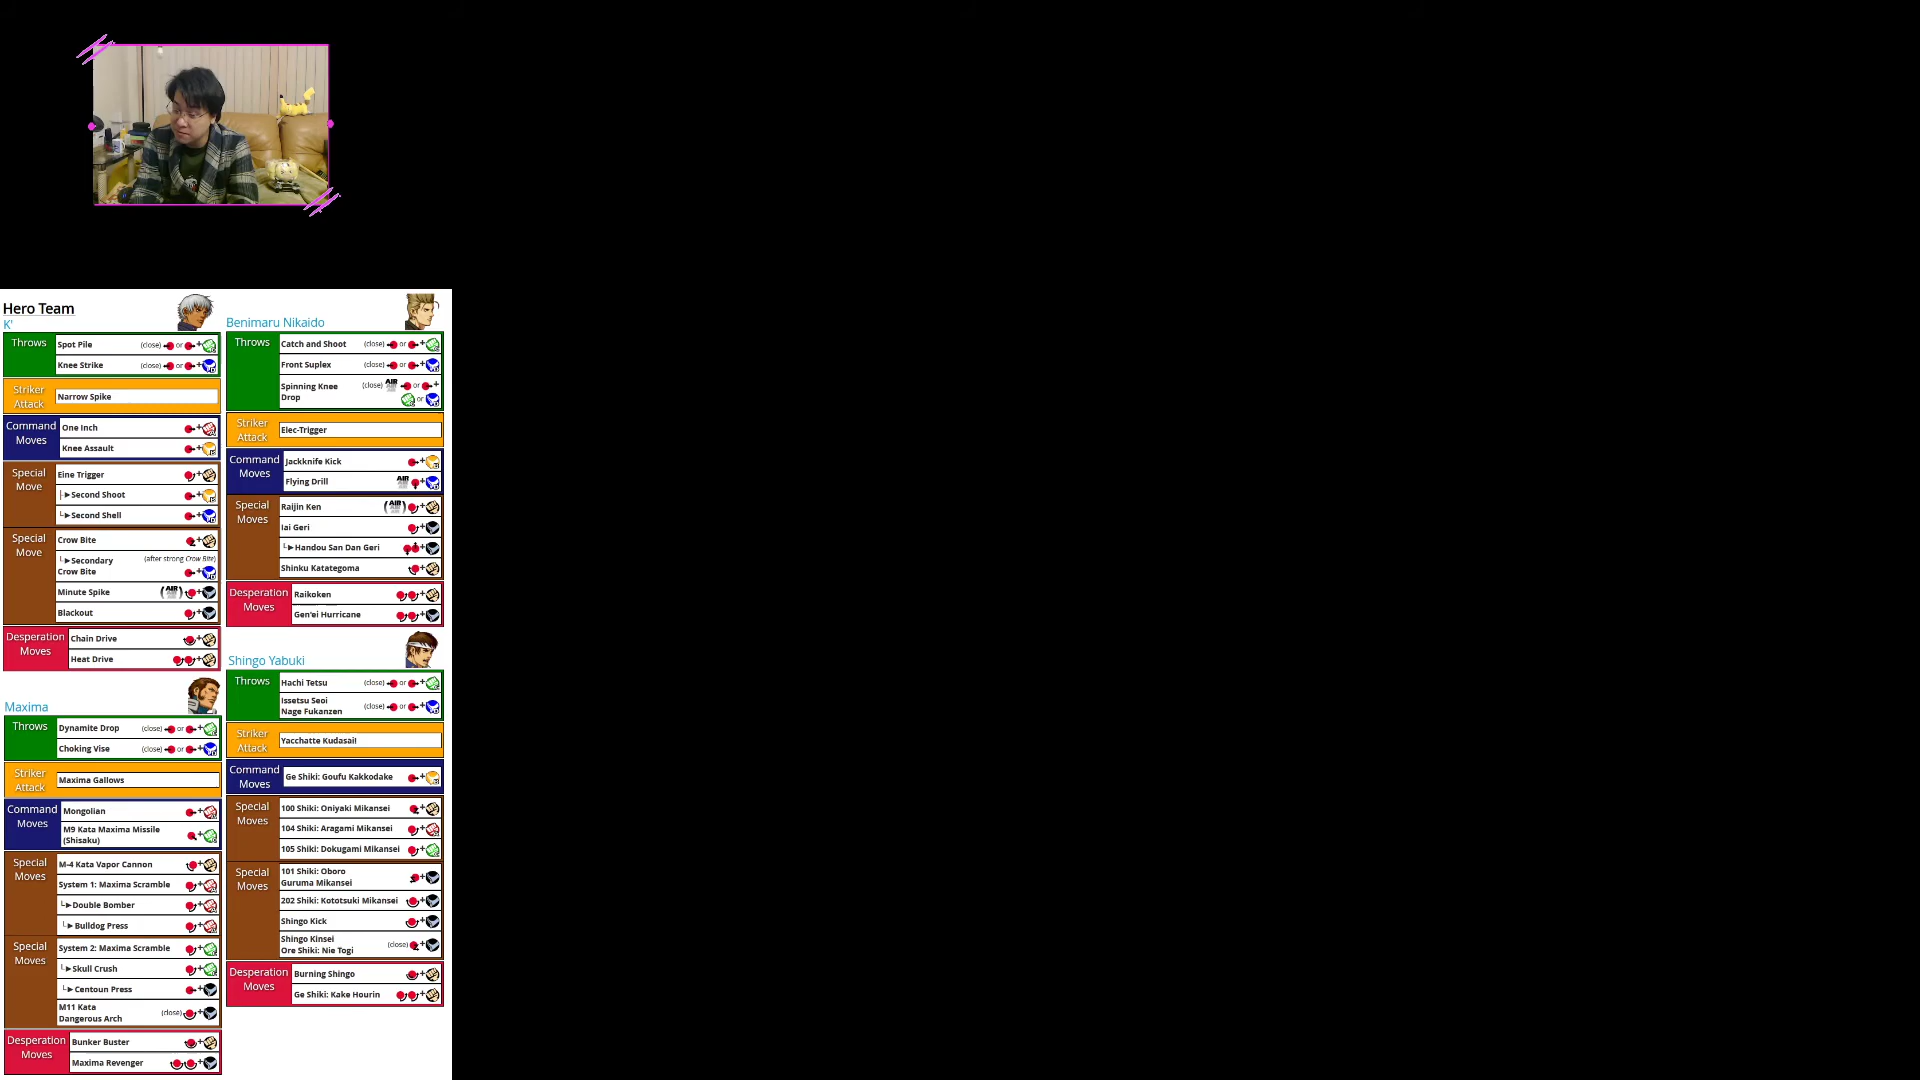 Hero Team
K'
Throws
Spot Pile (close) or +
Knee Strike (close) or +
Striker Attack
Narrow Spike
Command Moves
One Inch +
Knee Assault +
Special Move
Eine Trigger +
Second Shoot +
Second Shell +
Special Move
Crow Bite +
Secondary Crow Bite (after strong Crow Bite) +
Minute Spike (AIR) +
Blackout +
Desperation Moves
Chain Drive +
Heat Drive +
Maxima
Throws
Dynamite Drop (close) or +
Choking Vise (close) or +
Striker Attack
Maxima Gallows
Command Moves
Mongolian +
M9 Kata Maxima Missile (Shisaku) +
Special Moves
M-4 Kata Vapor Cannon +
System 1: Maxima Scramble +
Double Bomber +
Bulldog Press +
Special Moves
System 2: Maxima Scramble +
Skull Crush +
Centoun Press +
M11 Kata Dangerous Arch (close) +
Desperation Moves
Bunker Buster +
Maxima Revenger +
Benimaru Nikaido
Throws
Catch and Shoot (close) or +
Front Suplex (close) or +
Spinning Knee Drop (close) AIR or + or
Striker Attack
Elec-Trigger
Command Moves
Jackknife Kick +
Flying Drill AIR +
Special Moves
Raijin Ken (AIR) +
Iai Geri +
Handou San Dan Geri +
Shinku Katategoma +
Desperation Moves
Raikoken +
Gen'ei Hurricane +
Shingo Yabuki
Throws
Hachi Tetsu (close) or +
Issetsu Seoi Nage Fukanzen (close) or +
Striker Attack
Yacchatte Kudasai!
Command Moves
Ge Shiki: Goufu Kakkodake +
Special Moves
100 Shiki: Oniyaki Mikansei +
104 Shiki: Aragami Mikansei +
105 Shiki: Dokugami Mikansei +
Special Moves
101 Shiki: Oboro Guruma Mikansei +
202 Shiki: Kototsuki Mikansei +
Shingo Kick +
Shingo Kinsei Ore Shiki: Nie Togi (close) +
Desperation Moves
Burning Shingo +
Ge Shiki: Kake Hourin +